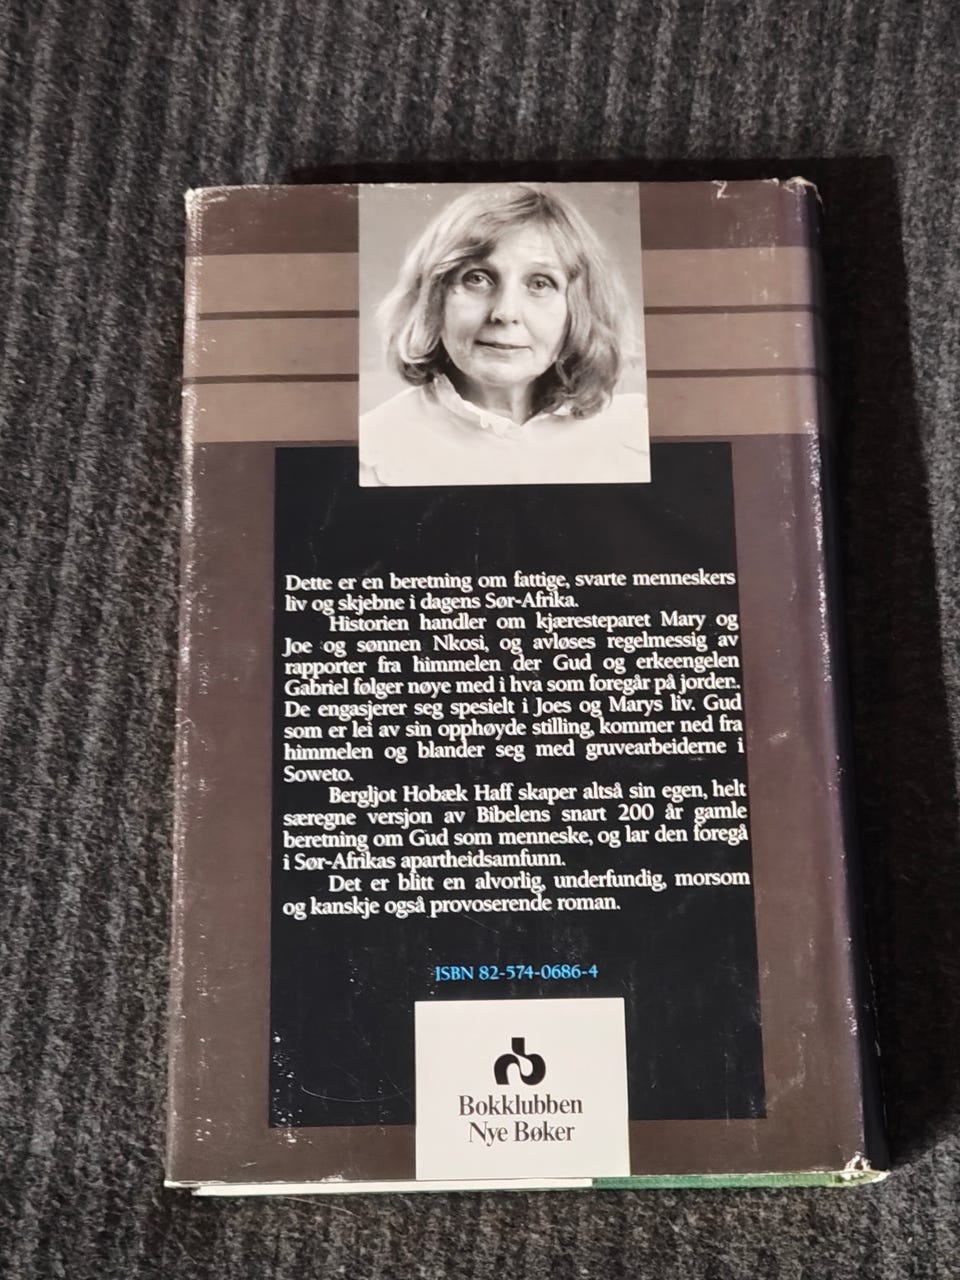 Dette er en beretning om fattige, svarte menneskers
liv og skjebne i dagens Sør-Afrika.
Historien handler om kjæresteparet Mary og
Joe og sønnen Nkosi, og avløses regelmessig av
rapporter fra himmelen der Gud og erkeengelen
Gabriel følger nøye med i hva som foregår på jorden.
De engasjerer seg spesielt i Joes og Marys liv. Gud
som er lei av sin opphøyde stilling, kommer ned fra
himmelen og blander seg med gruvearbeiderne i
Soweto.
Bergljot Hobæk Haff skaper altså sin egen, helt
særegne versjon av Bibelens snart 200 år gamle
beretning om Gud som menneske, og lar den foregå
i Sør-Afrikas apartheidsamfunn.
Det er blitt en alvorlig, underfundig, morsom
og kanskje også provoserende roman.
ISBN 82-574-0686-4
Bokklubben
Nye Bøker